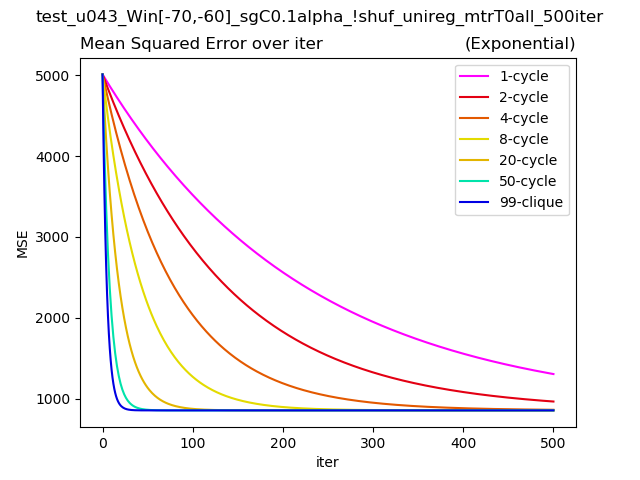 test_u043_Win[-70,-60]_sgC0.1alpha_!shuf_unireg_mtrT0all_500iter
Mean Squared Error over iter (Exponential)
5000
4000
3000
2000
1000
MSE
1-cycle
2-cycle
4-cycle
8-cycle
20-cycle
50-cycle
99-clique
0 100 200 300 400 500
iter